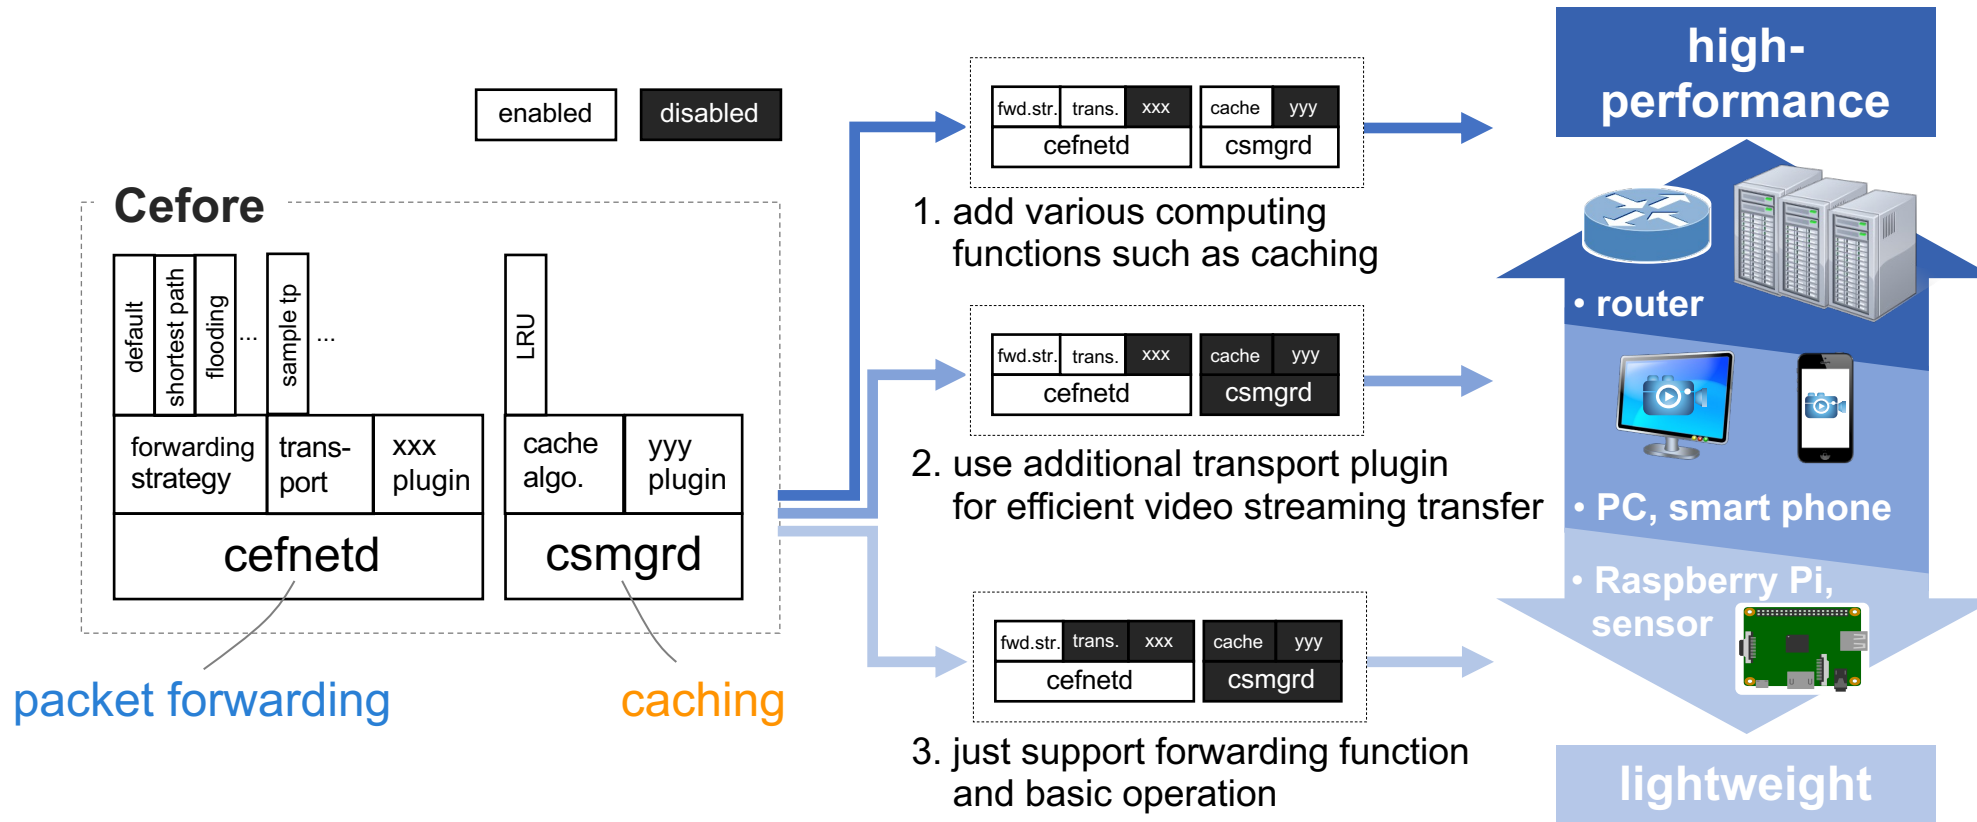 enabled
disabled
Cefore
default
shortest path
flooding
...
sample tp
...
LRU
forwarding
strategy
trans-
port
xxx
plugin
cache
algo.
yyy
plugin
cefnetd
csmgrd
packet forwarding
caching
fwd.str.
trans.
xxx
cache
yyy
cefnetd
csmgrd
1. add various computing
functions such as caching
fwd.str.
trans.
xxx
cache
yyy
cefnetd
csmgrd
2. use additional transport plugin
for efficient video streaming transfer
fwd.str.
trans.
xxx
cache
yyy
cefnetd
csmgrd
3. just support forwarding function
and basic operation
high-
performance
• router
• PC, smart phone
• Raspberry Pi,
sensor
lightweight